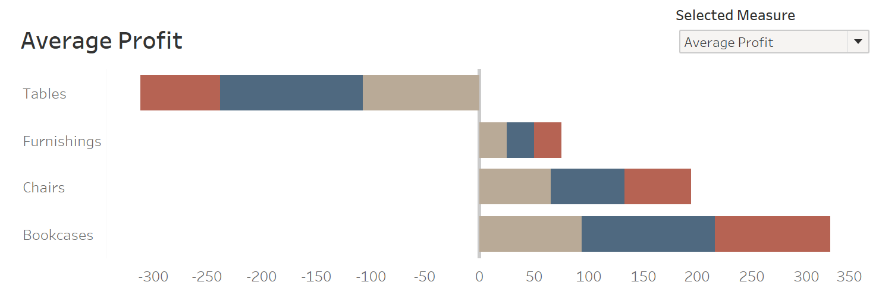 Selected Measure
Average Profit
Average Profit
Tables
Furnishings
Chairs
Bookcases
-300 -250 -200 -150 -100 -50 0 50 100 150 200 250 300 350